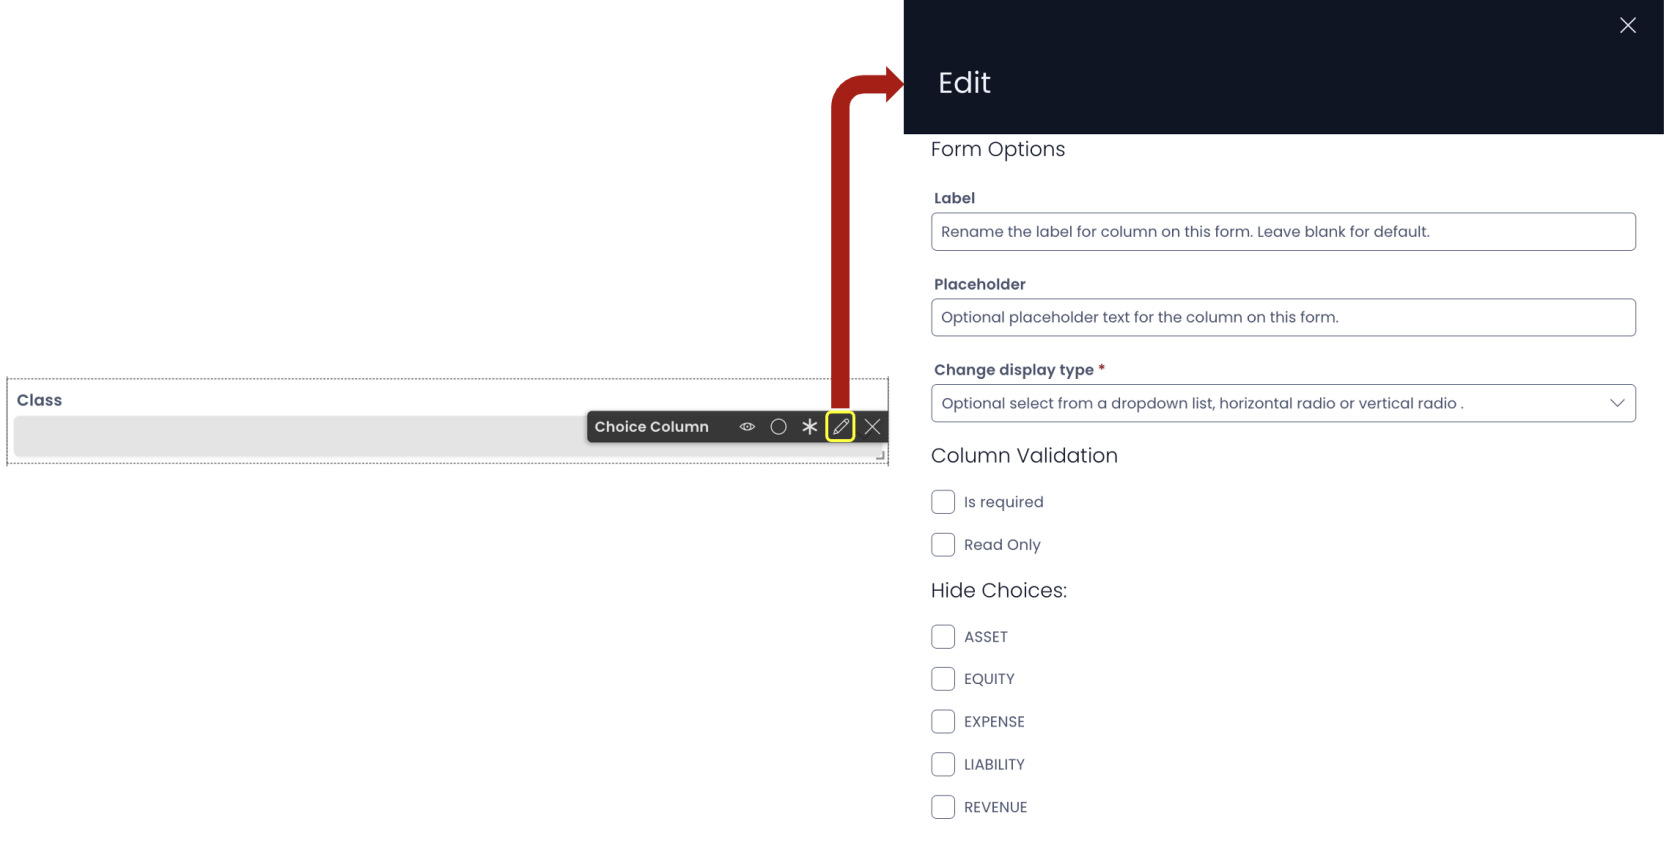 Edit
Form Options
Label
Rename the label for column on this form. Leave blank for default.
Placeholder
Optional placeholder text for the column on this form.
Change display type *
Optional select from a dropdown list, horizontal radio or vertical radio .
Class
Choice Column
Column Validation
Is required
Read Only
Hide Choices:
ASSET
EQUITY
EXPENSE
LIABILITY
REVENUE